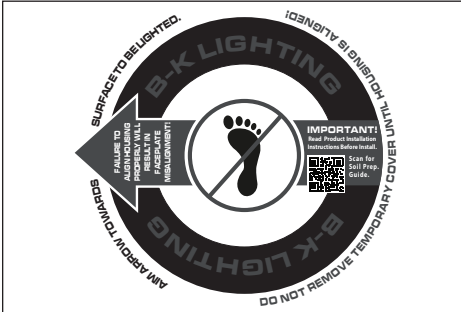 AIM ARROW TOWARDS SURFACE TO BE LIGHTED.
DO NOT REMOVE TEMPORARY COVER UNTIL HOUSING IS ALIGNED!
B-K LIGHTING
FAILURE TO
ALIGN HOUSING
PROPERLY WILL
RESULT IN
FACEPLATE
MISALIGNMENT!
IMPORTANT!
Read Product Installation
Instructions Before Install.
Scan for
Soil Prep.
Guide.
B-K LIGHTING